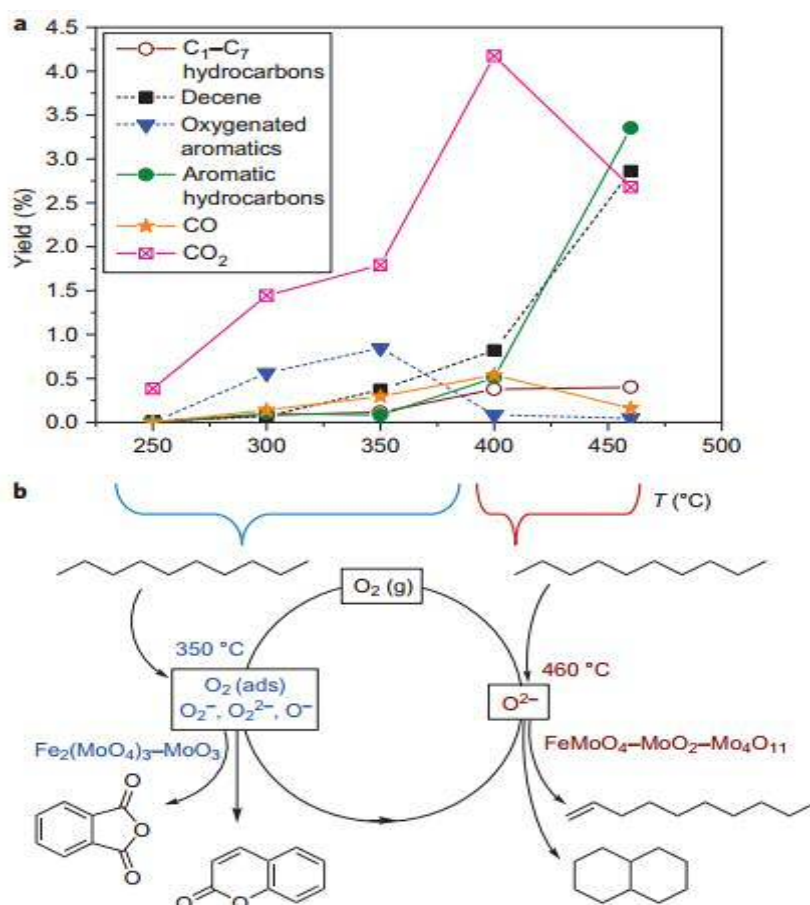 a
4.5
4.0
3.5
3.0
2.5
2.0
1.5
1.0
0.5
0.0
Yield (%)
C₁–C₇
hydrocarbons
Decene
Oxygenated
aromatics
Aromatic
hydrocarbons
CO
CO₂
250
300
350
400
450
500
T (°C)
b
O₂ (g)
350 °C
O₂ (ads)
O₂⁻, O₂²⁻, O⁻
Fe₂(MoO₄)₃–MoO₃
O
O
O
O
O
460 °C
O²⁻
FeMoO₄–MoO₂–Mo₄O₁₁